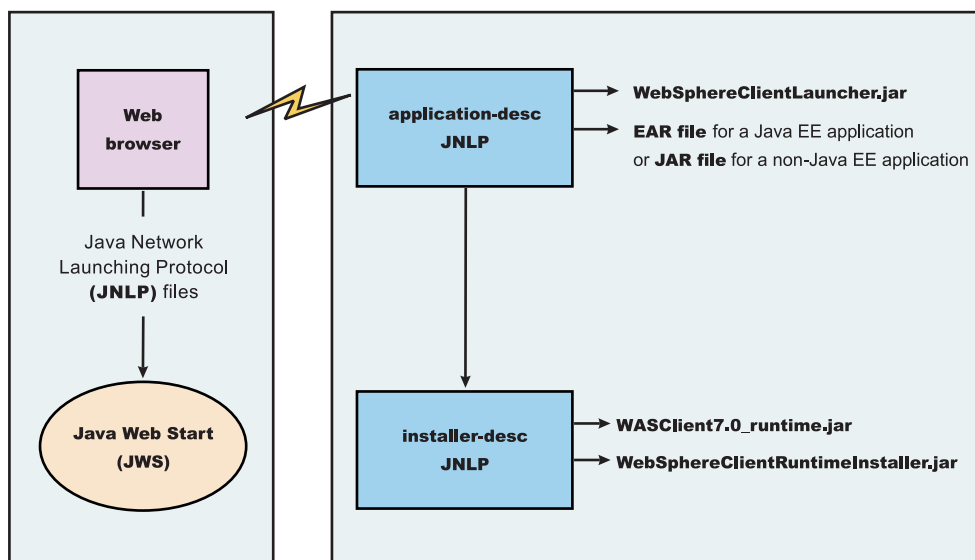 Web
browser
Java Network
Launching Protocol
(JNLP) files
Java Web Start
(JWS)
application-desc
JNLP
WebSphereClientLauncher.jar
EAR file for a Java EE application
or JAR file for a non-Java EE application
installer-desc
JNLP
WASClient7.0_runtime.jar
WebSphereClientRuntimeInstaller.jar